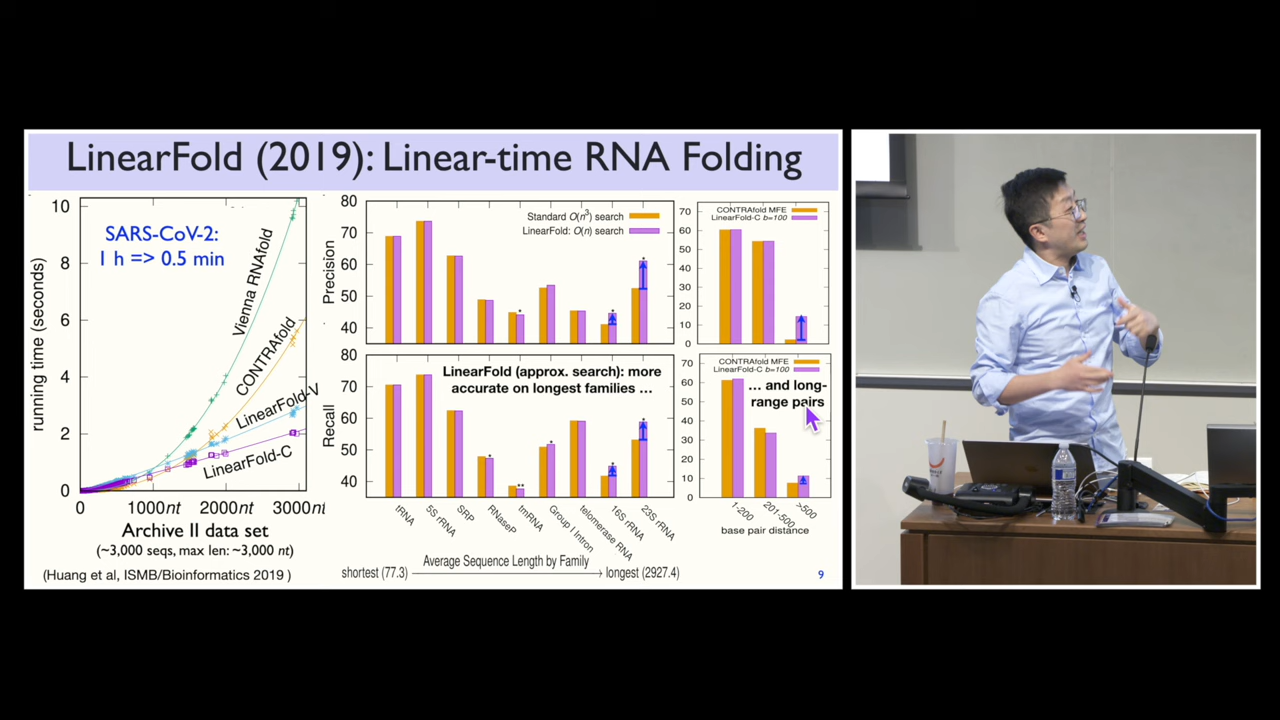 LinearFold (2019): Linear-time RNA Folding
10
8
6
4
2
0
running time (seconds)
SARS-CoV-2:
1 h => 0.5 min
Vienna RNAfold
CONTRAfold
LinearFold-V
LinearFold-C
0
1000nt
2000nt
3000nt
Archive II data set
(~3,000 seqs, max len: ~3,000 nt)
(Huang et al, ISMB/Bioinformatics 2019 )
80
70
60
50
40
Precision
Standard O(n³) search
LinearFold: O(n) search
80
70
60
50
40
Recall
LinearFold (approx. search): more
accurate on longest families ...
tRNA
5S rRNA
SRP
RNaseP
tmRNA
Group I Intron
telomerase RNA
16S rRNA
23S rRNA
Average Sequence Length by Family
shortest (77.3)
longest (2927.4)
70
60
50
40
30
20
10
0
CONTRAfold MFE
LinearFold-C b=100
70
60
50
40
30
20
10
0
CONTRAfold MFE
LinearFold-C b=100
... and long-
range pairs
1-200
201-500
>500
base pair distance
9